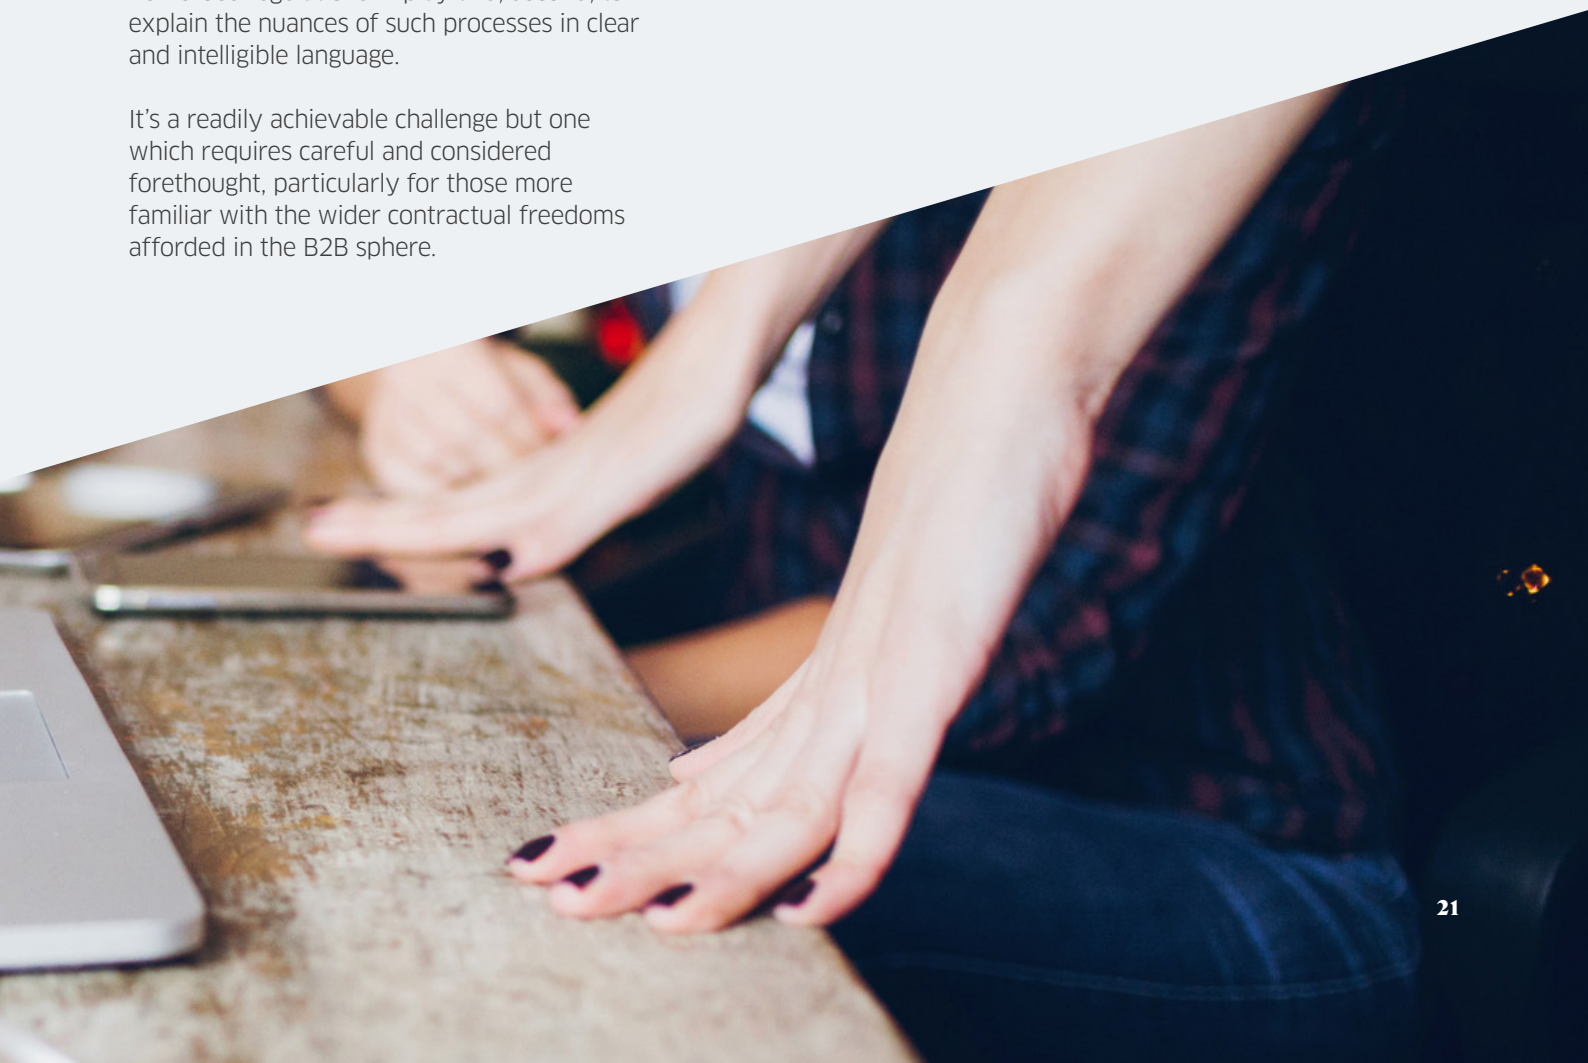 explain the nuances of such processes in clear
and intelligible language.
It's a readily achievable challenge but one
which requires careful and considered
forethought, particularly for those more
familiar with the wider contractual freedoms
afforded in the B2B sphere.
21